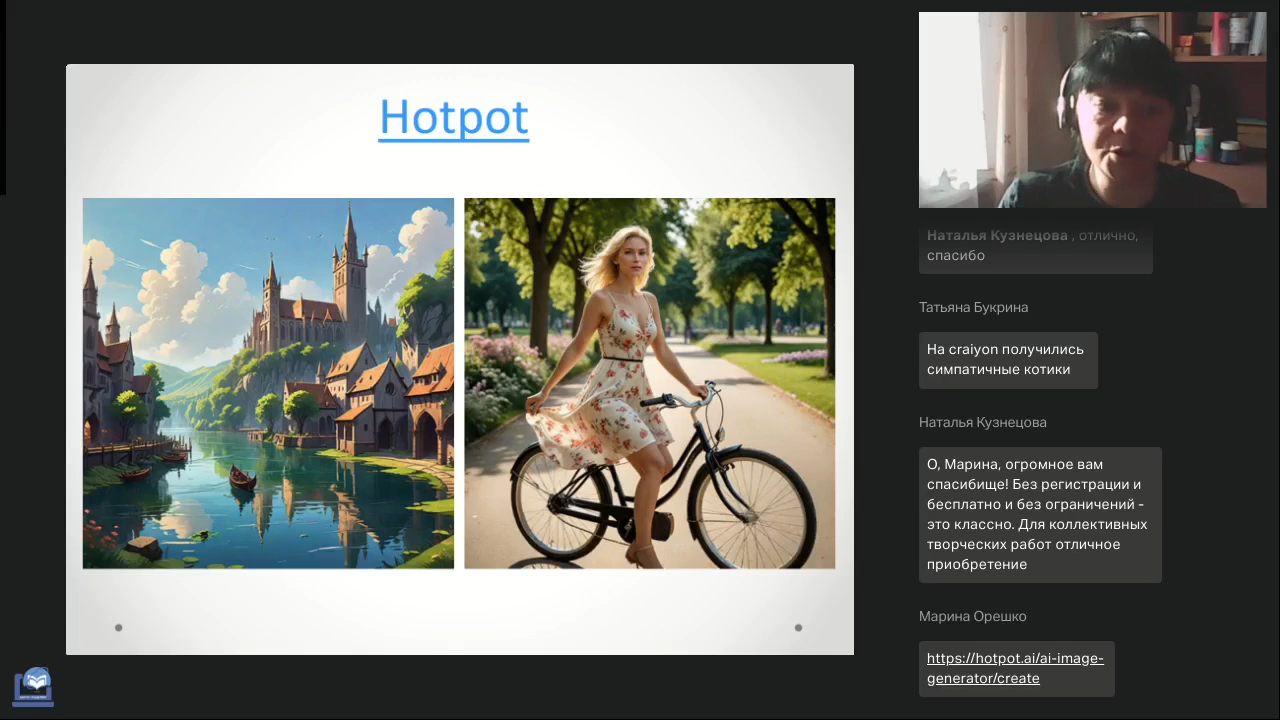 Hotpot
Наталья Кузнецова , отлично,
спасибо
Татьяна Букрина
На craiyon получились
симпатичные котики
Наталья Кузнецова
О, Марина, огромное вам
спасибище! Без регистрации и
бесплатно и без ограничений -
это классно. Для коллективных
творческих работ отличное
приобретение
Марина Орешко
https://hotpot.ai/ai-image-
generator/create